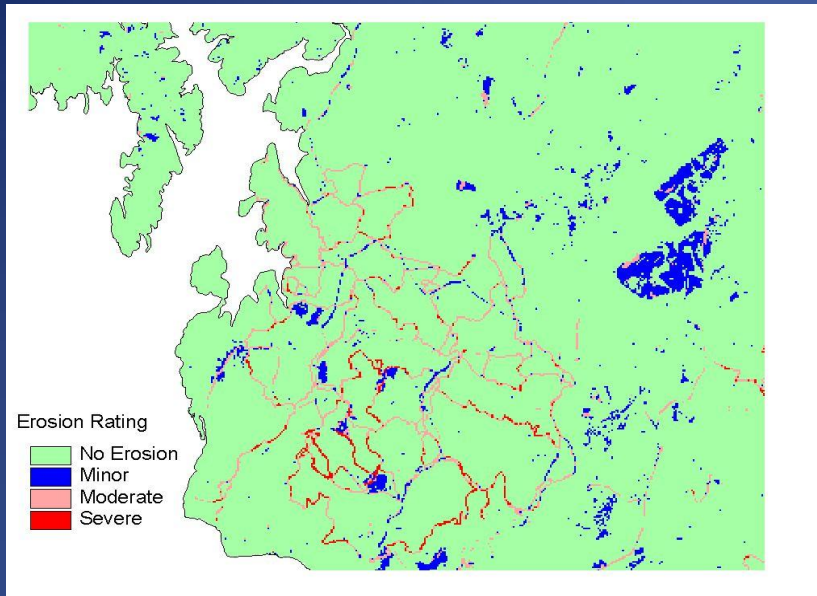 Erosion Rating
No Erosion
Minor
Moderate
Severe